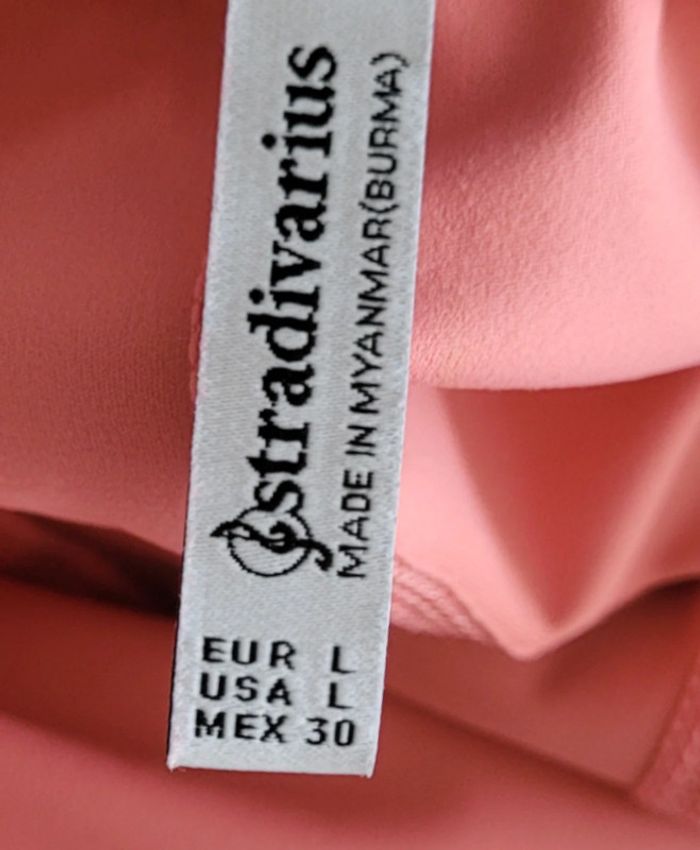 stradivarius
MADE IN MYANMAR(BURMA)
EUR L
USA L
MEX 30